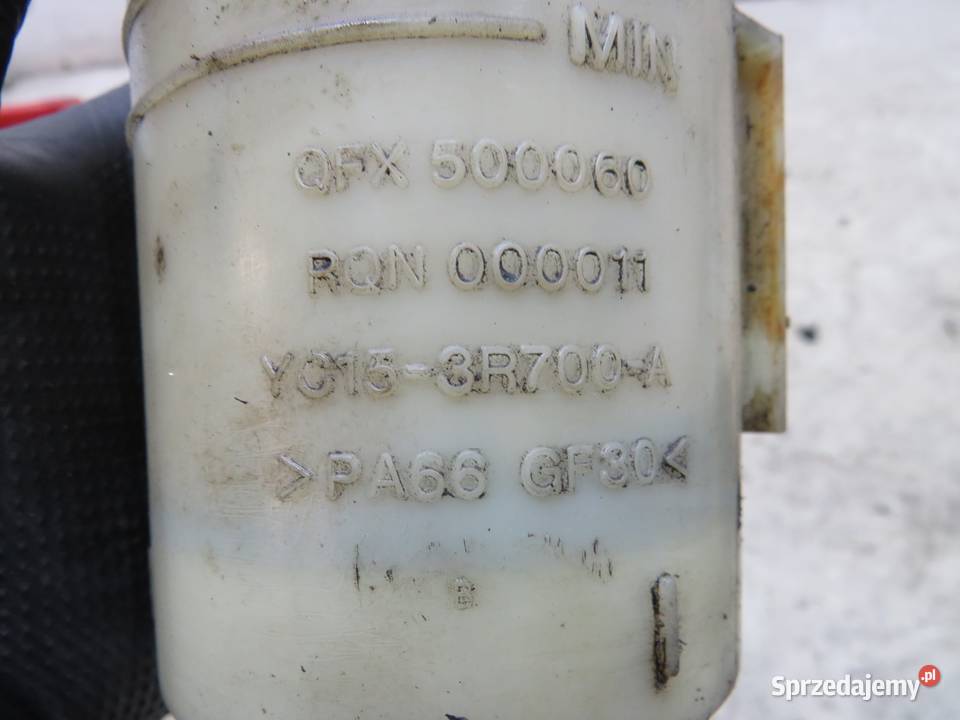 MIN
QFX 500060
RQN 000011
YC15-3R700-A
>PA66 GF30<
Sprzedajemy.pl